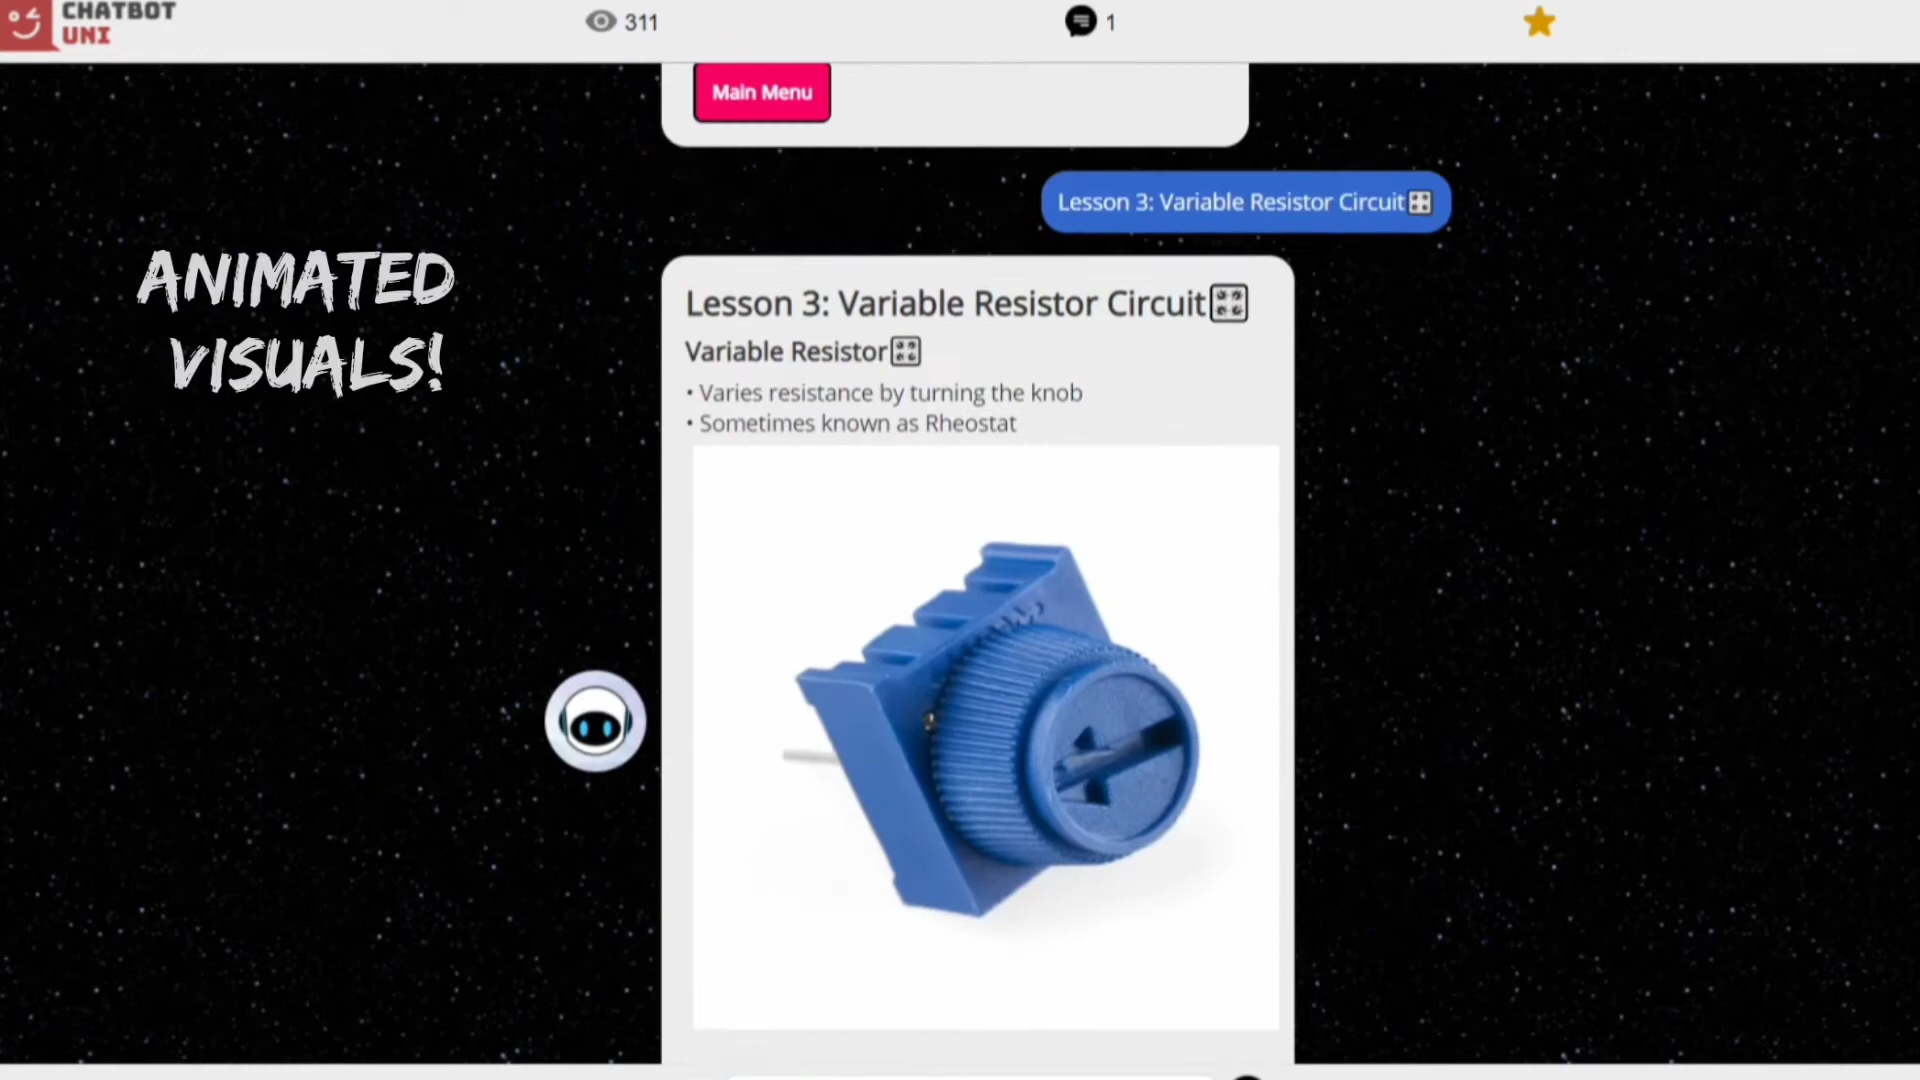 CHATBOT
UNI
311
1
Main Menu
Lesson 3: Variable Resistor Circuit
ANIMATED
VISUALS!
Lesson 3: Variable Resistor Circuit
Variable Resistor
• Varies resistance by turning the knob
• Sometimes known as Rheostat